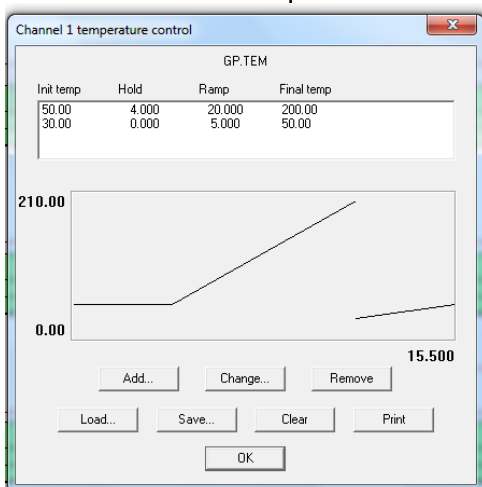 Channel 1 temperature control
GP.TEM
Init temp Hold Ramp Final temp
50.00 4.000 20.000 200.00
30.00 0.000 5.000 50.00
210.00
0.00
15.500
Add... Change... Remove
Load... Save... Clear Print
OK